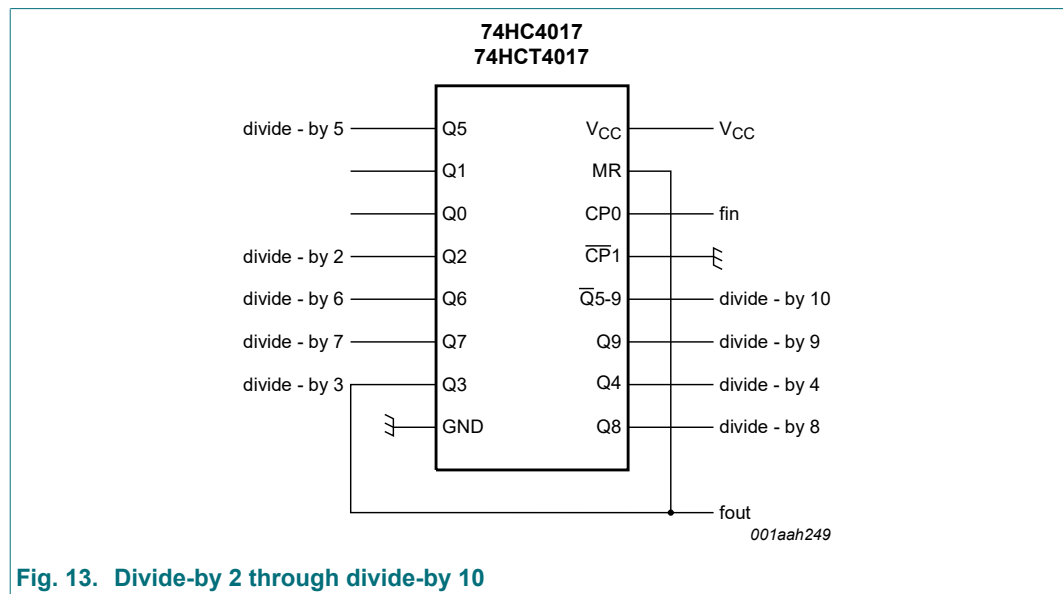 74HC4017
74HCT4017
divide - by 5 Q5 VCC VCC
Q1 MR
Q0 CP0 fin
divide - by 2 Q2 C̅P̅1
divide - by 6 Q6 Q̅5-9 divide - by 10
divide - by 7 Q7 Q9 divide - by 9
divide - by 3 Q3 Q4 divide - by 4
GND Q8 divide - by 8
fout
001aah249
Fig. 13. Divide-by 2 through divide-by 10